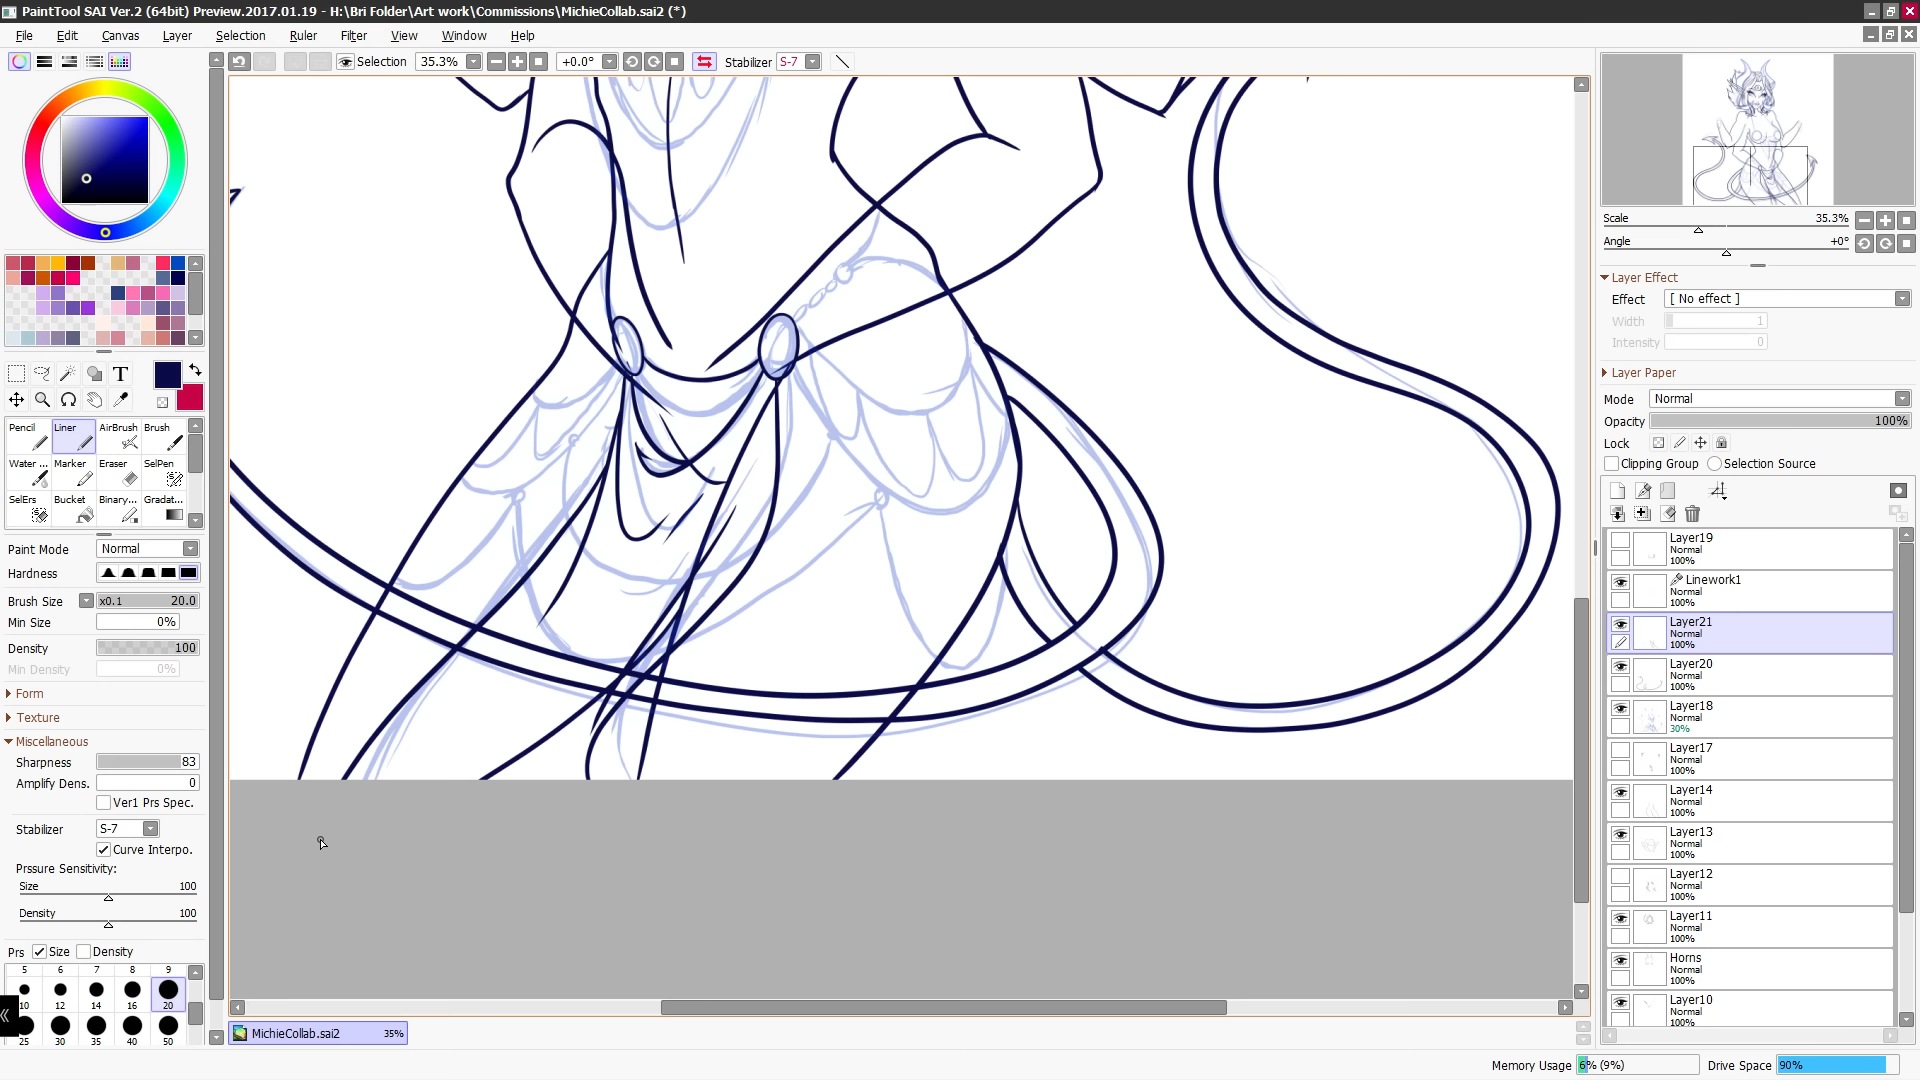 PaintTool SAI Ver.2 (64bit) Preview.2017.01.19 - H:\Bri Folder\Art work\Commissions\MichieCollab.sai2 (*)
File Edit Canvas Layer Selection Ruler Filter View Window Help
Selection 35.3% +0.0° Stabilizer S-7
Scale 35.3%
Angle +0°
Layer Effect
Effect [ No effect ]
Width 1
Intensity 0
Layer Paper
Mode Normal
Opacity 100%
Lock
Clipping Group Selection Source
Layer19
Normal
100%
Linework1
Normal
100%
Layer21
Normal
100%
Layer20
Normal
100%
Layer18
Normal
30%
Layer17
Normal
100%
Layer14
Normal
100%
Layer13
Normal
100%
Layer12
Normal
100%
Layer11
Normal
100%
Horns
Normal
100%
Layer10
Normal
100%
T
Pencil Liner AirBrush Brush
Water ... Marker Eraser SelPen
SelErs Bucket Binary... Gradat...
Paint Mode Normal
Hardness
Brush Size x0.1 20.0
Min Size 0%
Density 100
Min Density 0%
Form
Texture
Miscellaneous
Sharpness 83
Amplify Dens. 0
Ver1 Prs Spec.
Stabilizer S-7
Curve Interpo.
Prssure Sensitivity:
Size 100
Density 100
Prs Size Density
5 6 7 8 9
10 12 14 16 20
25 30 35 40 50
MichieCollab.sai2 35%
Memory Usage 6% (9%) Drive Space 90%